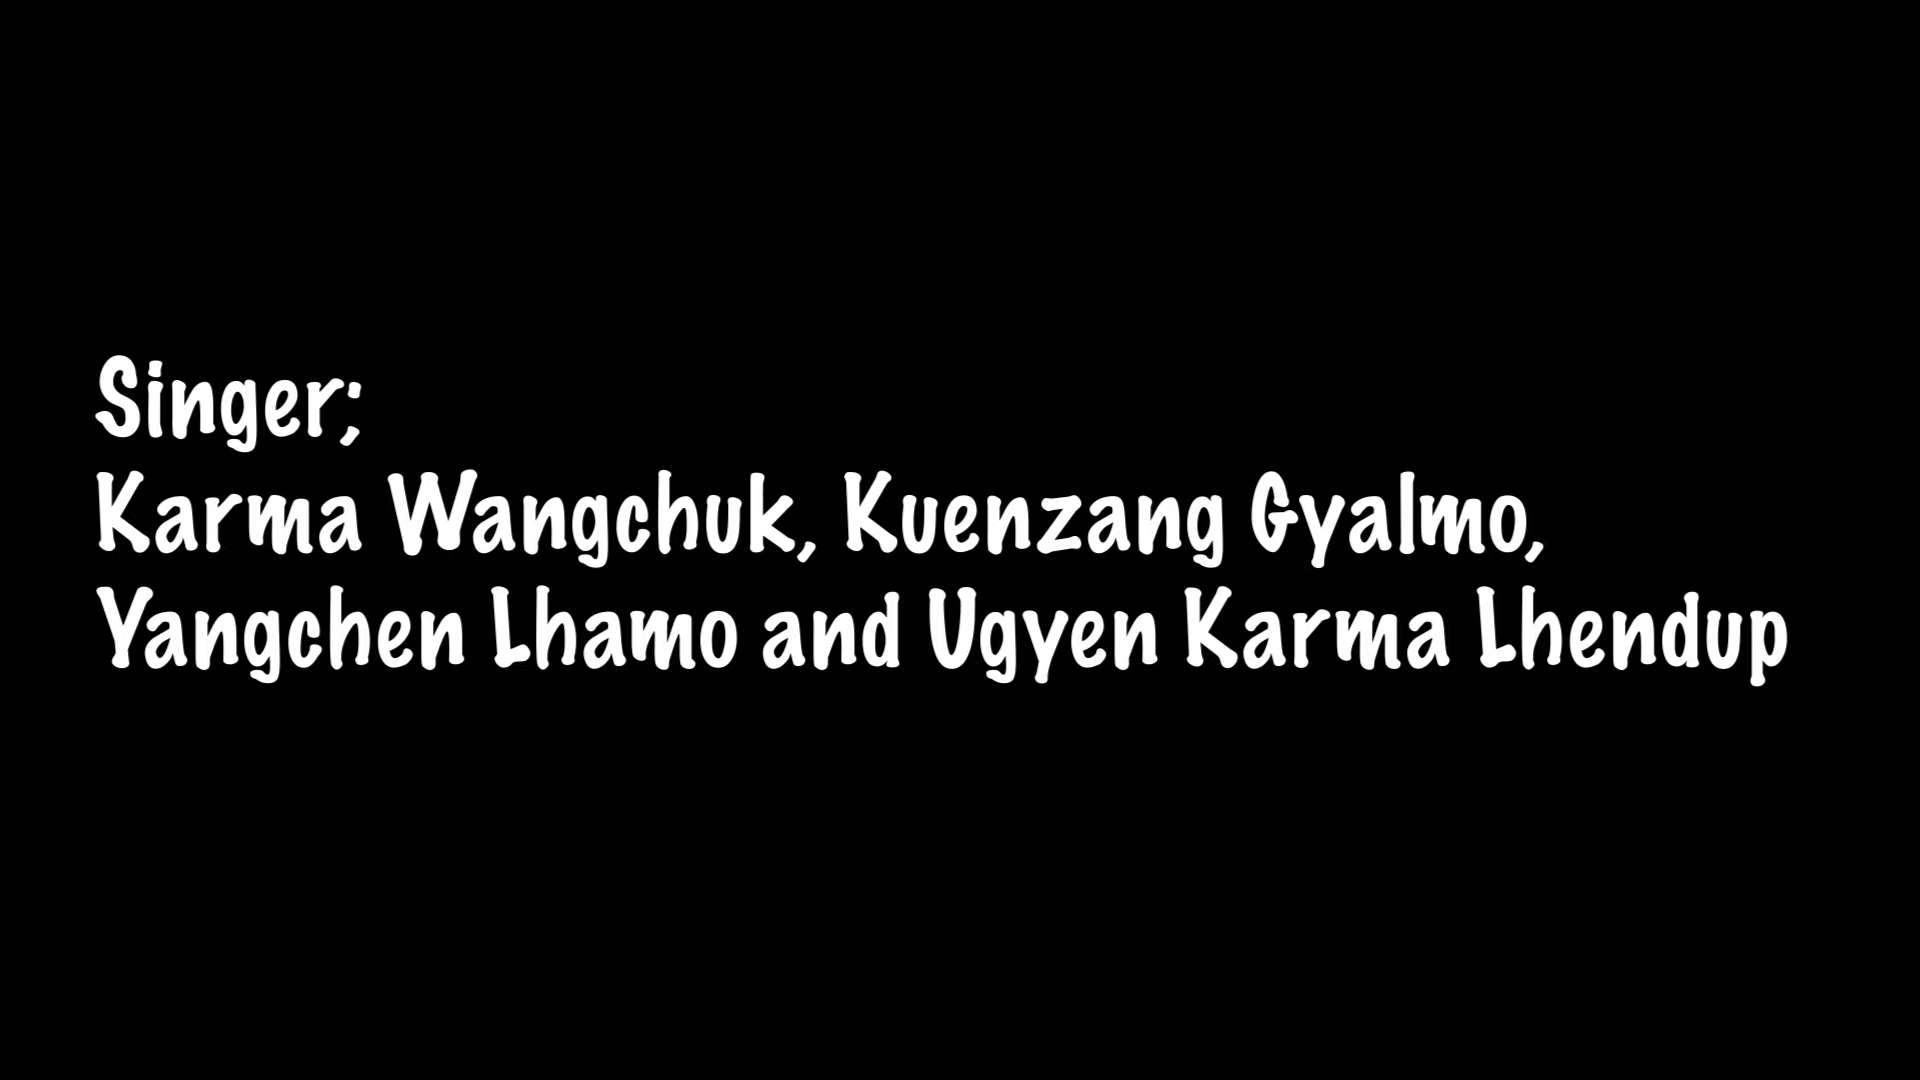 Singer;
Karma Wangchuk, Kuenzang Gyalmo,
Yangchen Lhamo and Ugyen Karma Lhendup